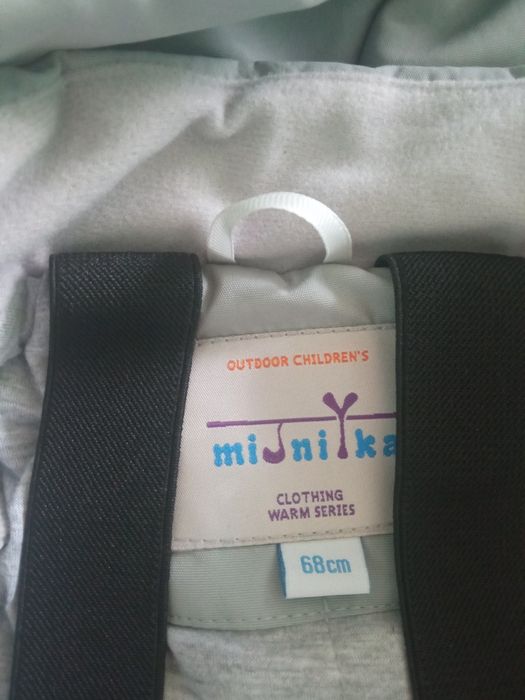 OUTDOOR CHILDREN'S
miJniYka
CLOTHING
WARM SERIES
68cm